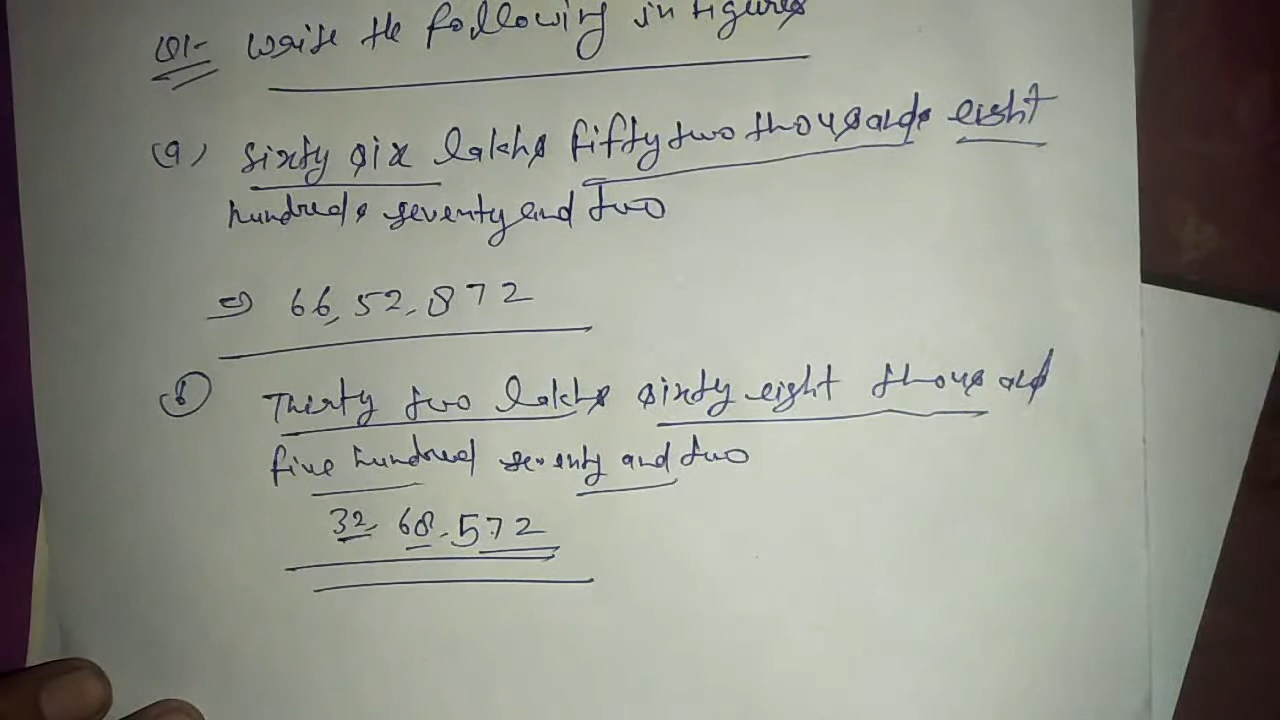 Q1- Write the following in figures
(a) Sixty six lakhs fifty two thousands eight
hundreds seventy and two
⇒ 66,52,872
(b) Thirty two lakhs sixty eight thousand
five hundred seventy and two
32,68,572